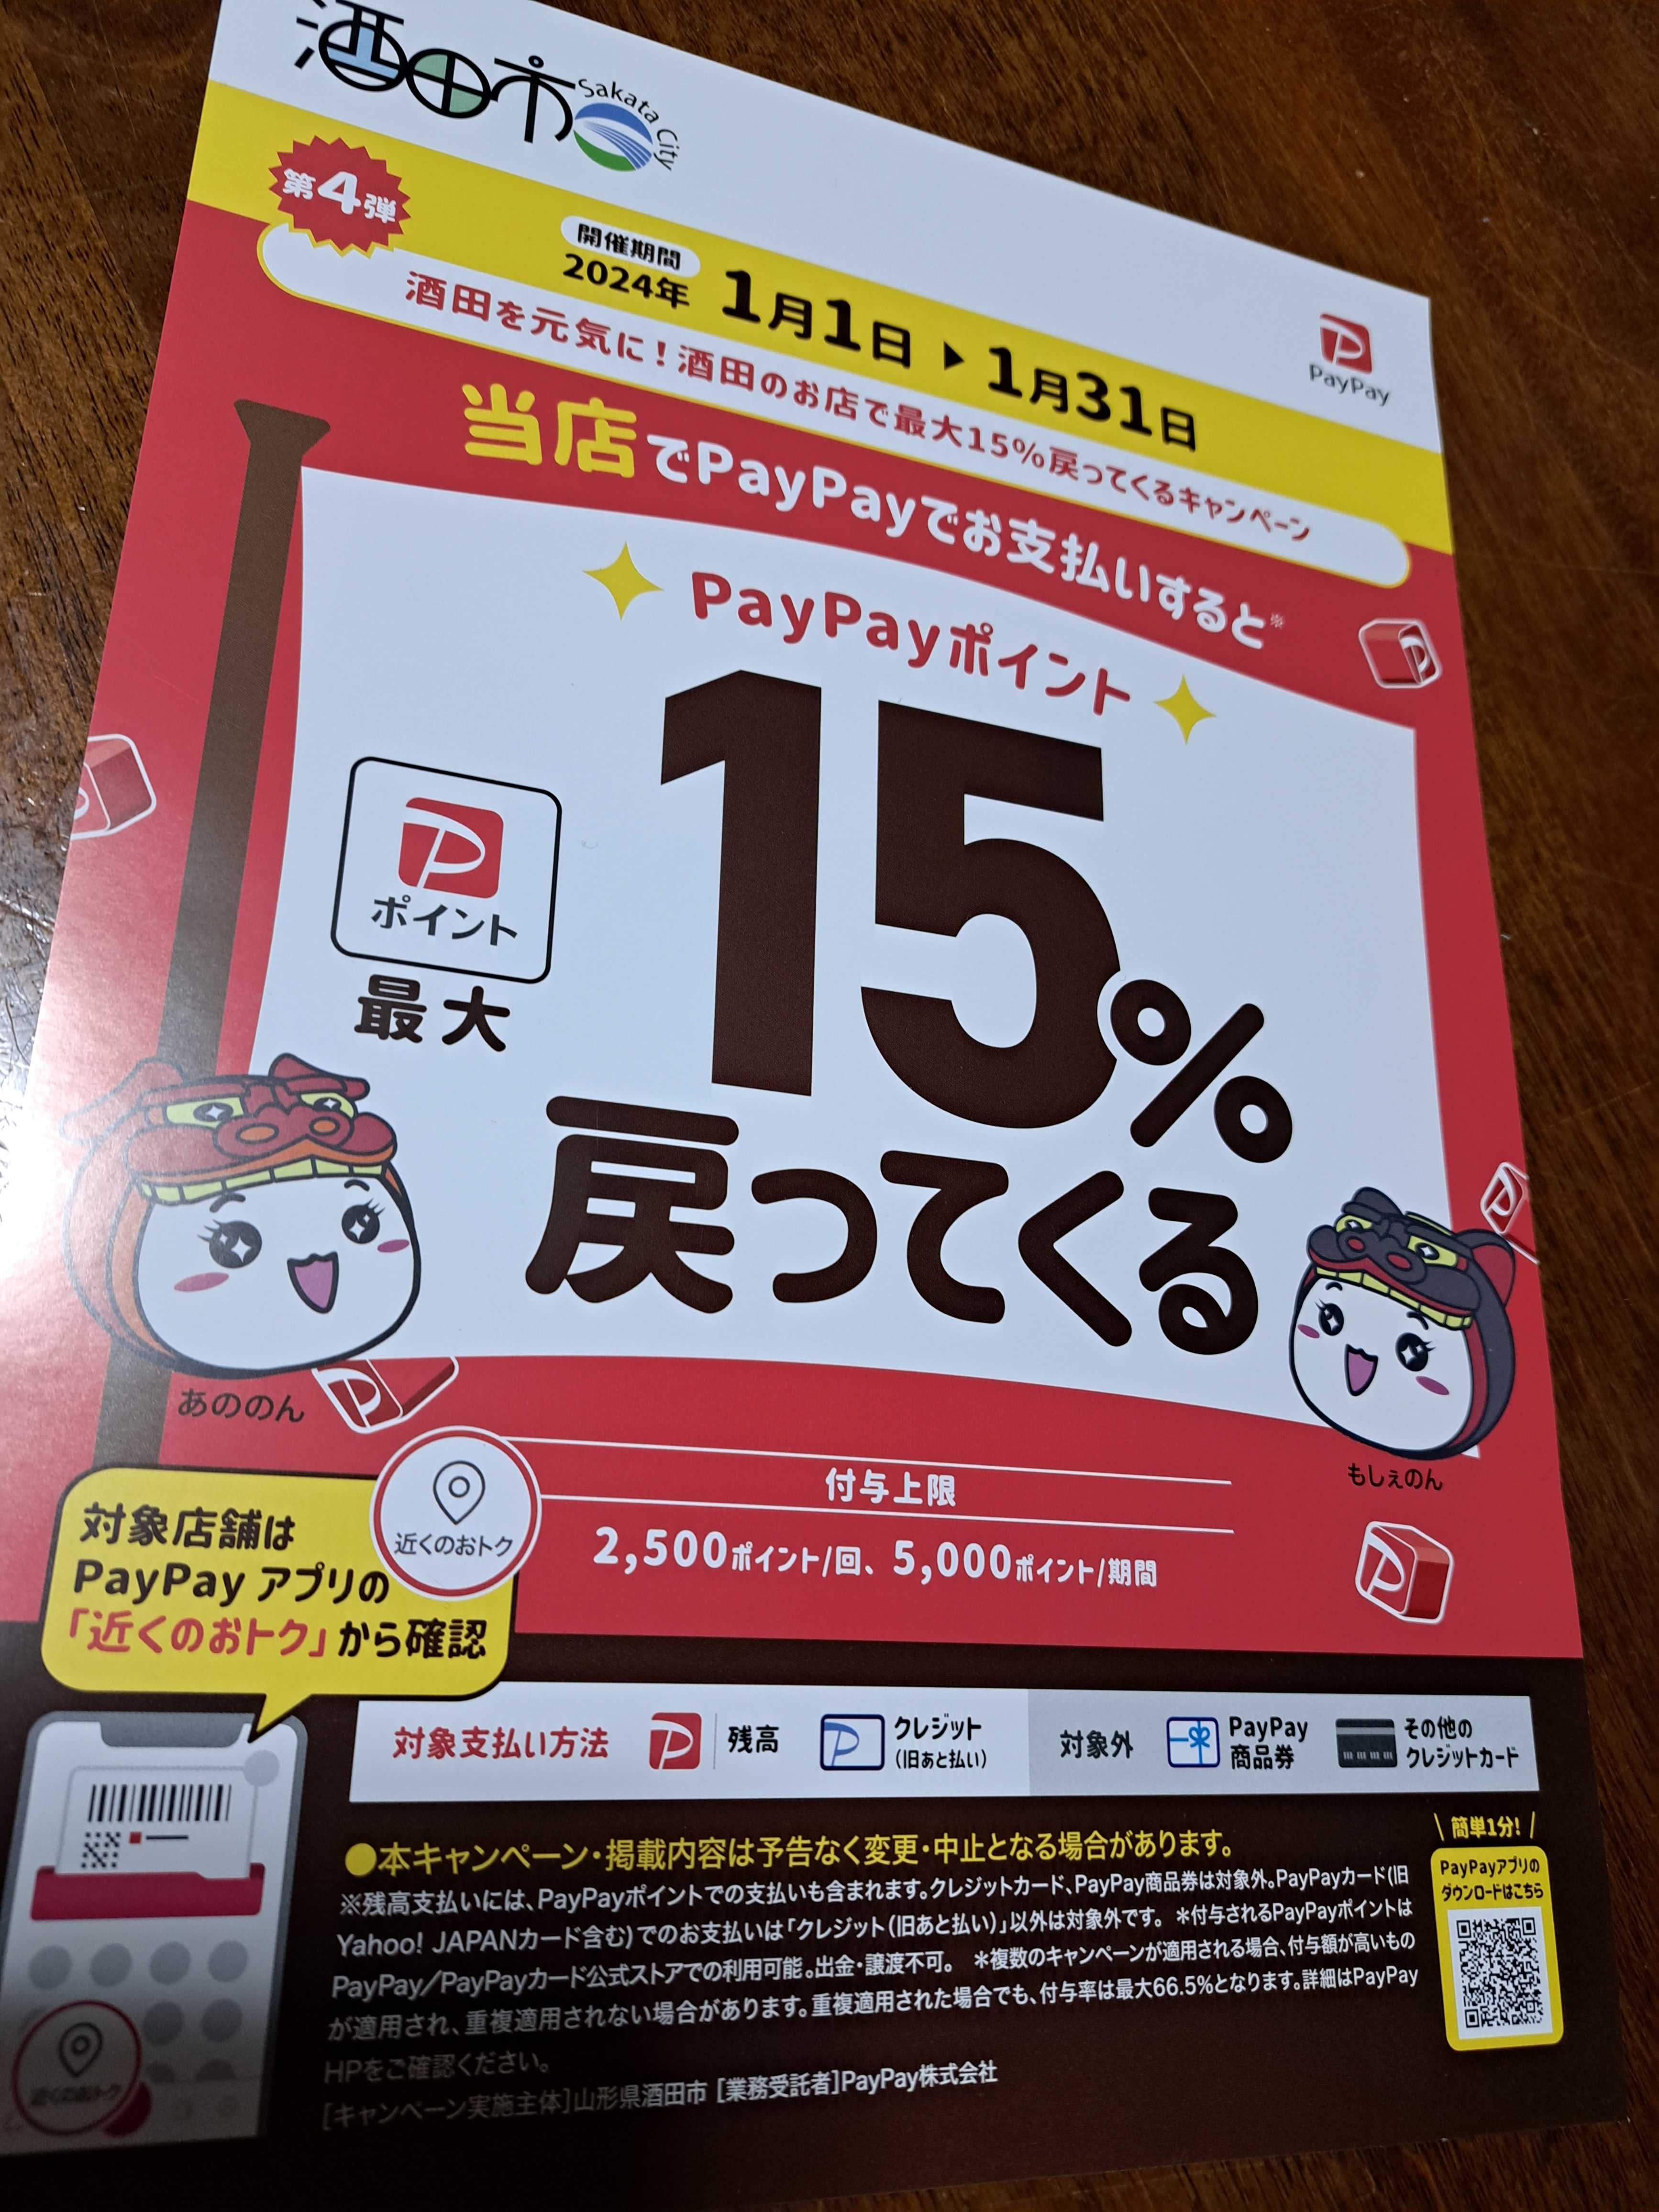 酒田市
Sakata City
第4弾
開催期間
2024年 1月1日 ▶ 1月31日
PayPay
酒田を元気に！酒田のお店で最大15%戻ってくるキャンペーン
当店でPayPayでお支払いすると※
PayPayポイント
ポイント
最大
15%
戻ってくる
あののん
もしぇのん
対象店舗は
PayPay アプリの
「近くのおトク」から確認
近くのおトク
付与上限
2,500ポイント/回、5,000ポイント/期間
対象支払い方法 残高 クレジット（旧あと払い） 対象外 PayPay商品券 その他のクレジットカード
●本キャンペーン・掲載内容は予告なく変更・中止となる場合があります。
※残高支払いには、PayPayポイントでの支払いも含まれます。クレジットカード、PayPay商品券は対象外。PayPayカード（旧
Yahoo! JAPANカード含む）でのお支払いは「クレジット（旧あと払い）」以外は対象外です。 ＊付与されるPayPayポイントは
PayPay／PayPayカード公式ストアでの利用可能。出金・譲渡不可。 ＊複数のキャンペーンが適用される場合、付与額が高いもの
が適用され、重複適用されない場合があります。重複適用された場合でも、付与率は最大66.5%となります。詳細はPayPay
HPをご確認ください。
[キャンペーン実施主体]山形県酒田市 [業務受託者]PayPay株式会社
簡単1分!
PayPayアプリの
ダウンロードはこちら
近くのおトク